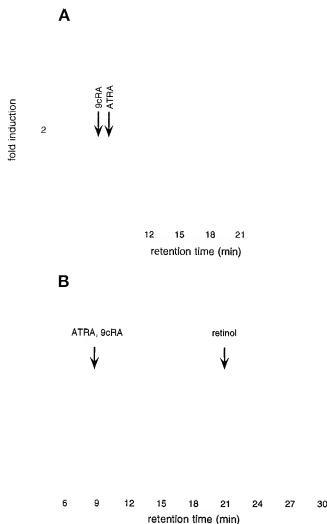 A
9cRA
ATRA
fold induction
2
12 15 18 21
retention time (min)
B
ATRA, 9cRA retinol
6 9 12 15 18 21 24 27 30
retention time (min)